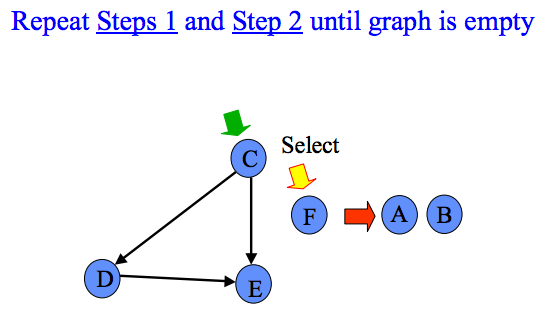 Repeat Steps 1 and Step 2 until graph is empty
Select
C
F
A
B
D
E